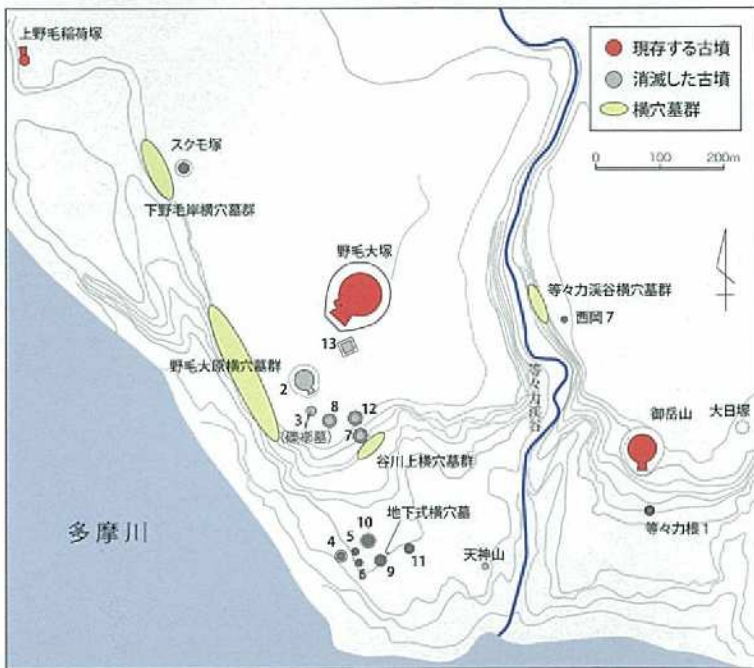 上野毛稲荷塚
現存する古墳
消滅した古墳
横穴墓群
0 100 200m
スクモ塚
下野毛岸横穴墓群
野毛大塚
等々力渓谷横穴墓群
西岡7
13
野毛大原横穴墓群
2
等々力渓谷
御岳山
大日塚
3
8
12
7
谷川上横穴墓群
等々力根1
多摩川
地下式横穴墓
10
4
5
6
9
11
天神山